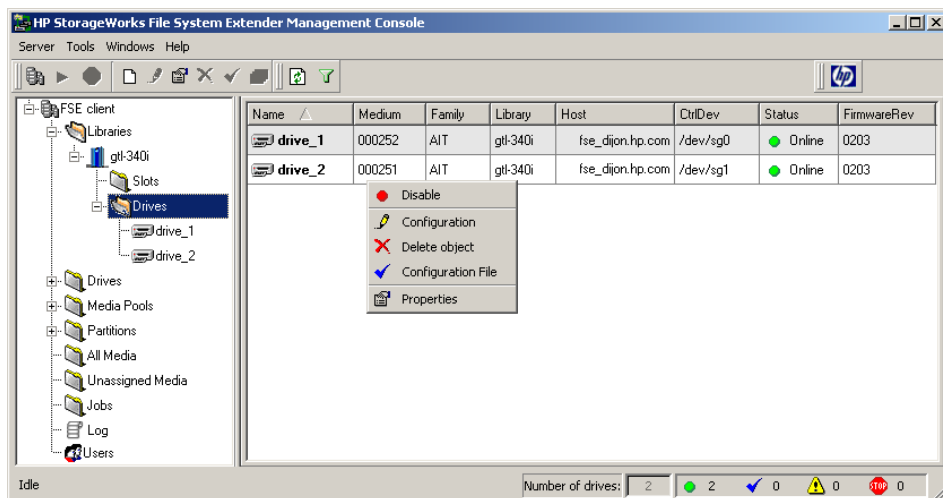 HP StorageWorks File System Extender Management Console
Server Tools Windows Help
hp
FSE client
Libraries
gtl-340i
Slots
Drives
drive_1
drive_2
Drives
Media Pools
Partitions
All Media
Unassigned Media
Jobs
Log
Users
Name Medium Family Library Host CtrlDev Status FirmwareRev
drive_1 000252 AIT gtl-340i fse_dijon.hp.com /dev/sg0 Online 0203
drive_2 000251 AIT gtl-340i fse_dijon.hp.com /dev/sg1 Online 0203
Disable
Configuration
Delete object
Configuration File
Properties
Idle
Number of drives: 2 2 0 0 STOP 0